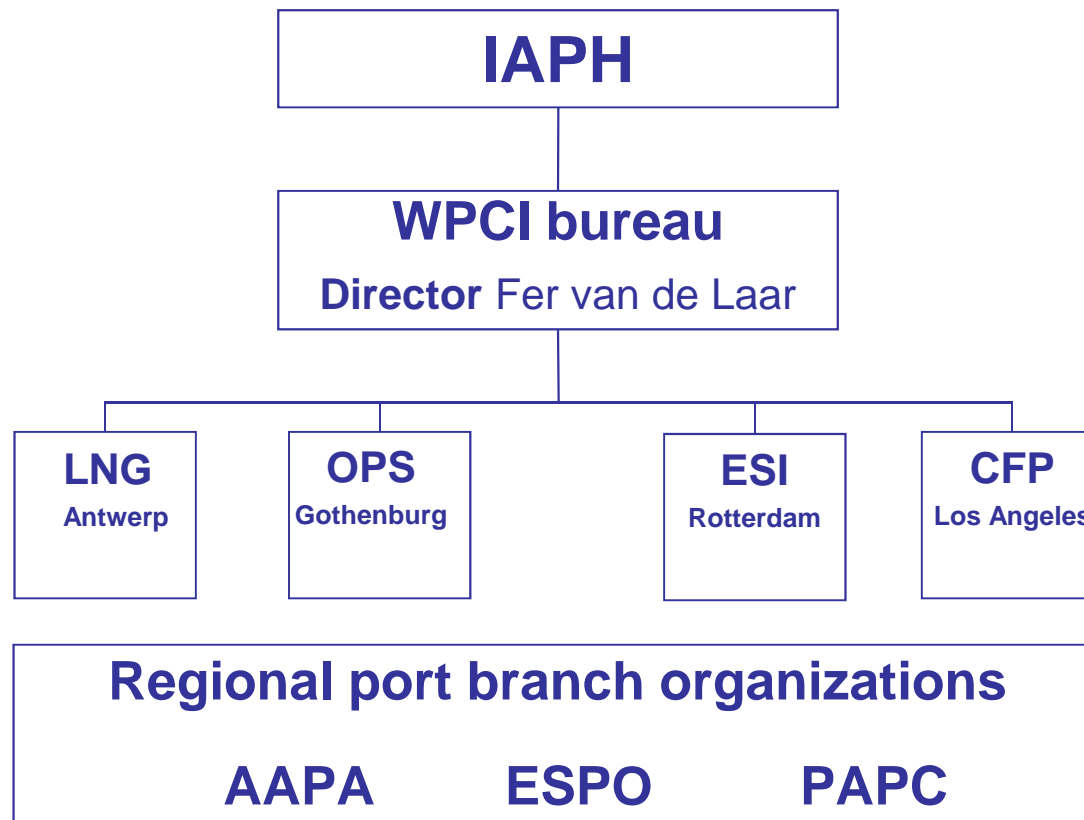 IAPH
WPCI bureau
Director Fer van de Laar
LNG
Antwerp
OPS
Gothenburg
ESI
Rotterdam
CFP
Los Angeles
Regional port branch organizations
AAPA ESPO PAPC